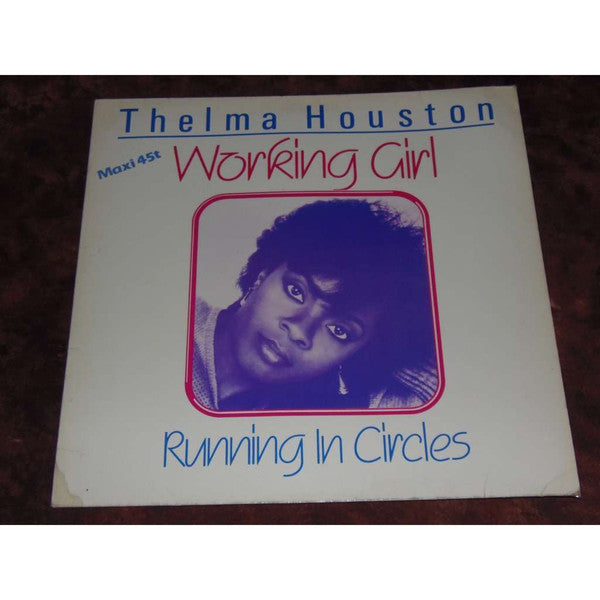 Thelma Houston
Maxi 45t
Working Girl
Running In Circles